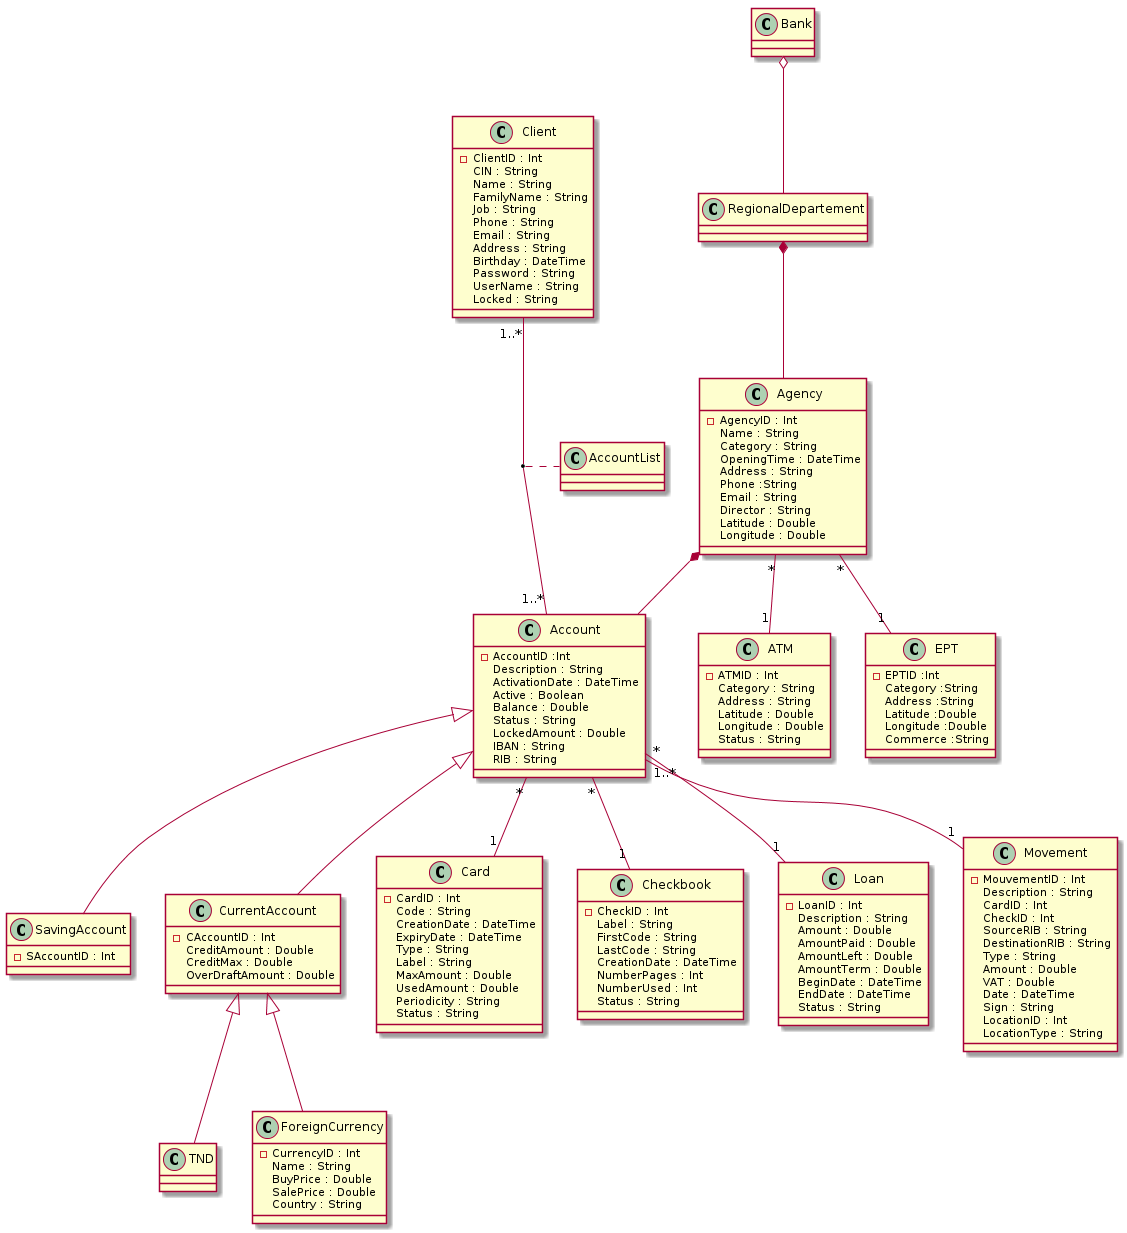 C Bank
C Client
ClientID : Int
CIN : String
Name : String
FamilyName : String
Job : String
Phone : String
Email : String
Address : String
Birthday : DateTime
Password : String
UserName : String
Locked : String
C RegionalDepartement
1..*
C Agency
AgencyID : Int
Name : String
Category : String
OpeningTime : DateTime
Address : String
Phone :String
Email : String
Director : String
Latitude : Double
Longitude : Double
C AccountList
* *
1..* 1 1
C Account
AccountID :Int
Description : String
ActivationDate : DateTime
Active : Boolean
Balance : Double
Status : String
LockedAmount : Double
IBAN : String
RIB : String
C ATM
ATMID : Int
Category : String
Address : String
Latitude : Double
Longitude : Double
Status : String
C EPT
EPTID :Int
Category :String
Address :String
Latitude :Double
Longitude :Double
Commerce :String
*
1..*
* *
1 1 1 1
C SavingAccount
SAccountID : Int
C CurrentAccount
CAccountID : Int
CreditAmount : Double
CreditMax : Double
OverDraftAmount : Double
C Card
CardID : Int
Code : String
CreationDate : DateTime
ExpiryDate : DateTime
Type : String
Label : String
MaxAmount : Double
UsedAmount : Double
Periodicity : String
Status : String
C Checkbook
CheckID : Int
Label : String
FirstCode : String
LastCode : String
CreationDate : DateTime
NumberPages : Int
NumberUsed : Int
Status : String
C Loan
LoanID : Int
Description : String
Amount : Double
AmountPaid : Double
AmountLeft : Double
AmountTerm : Double
BeginDate : DateTime
EndDate : DateTime
Status : String
C Movement
MouvementID : Int
Description : String
CardID : Int
CheckID : Int
SourceRIB : String
DestinationRIB : String
Type : String
Amount : Double
VAT : Double
Date : DateTime
Sign : String
LocationID : Int
LocationType : String
C TND
C ForeignCurrency
CurrencyID : Int
Name : String
BuyPrice : Double
SalePrice : Double
Country : String